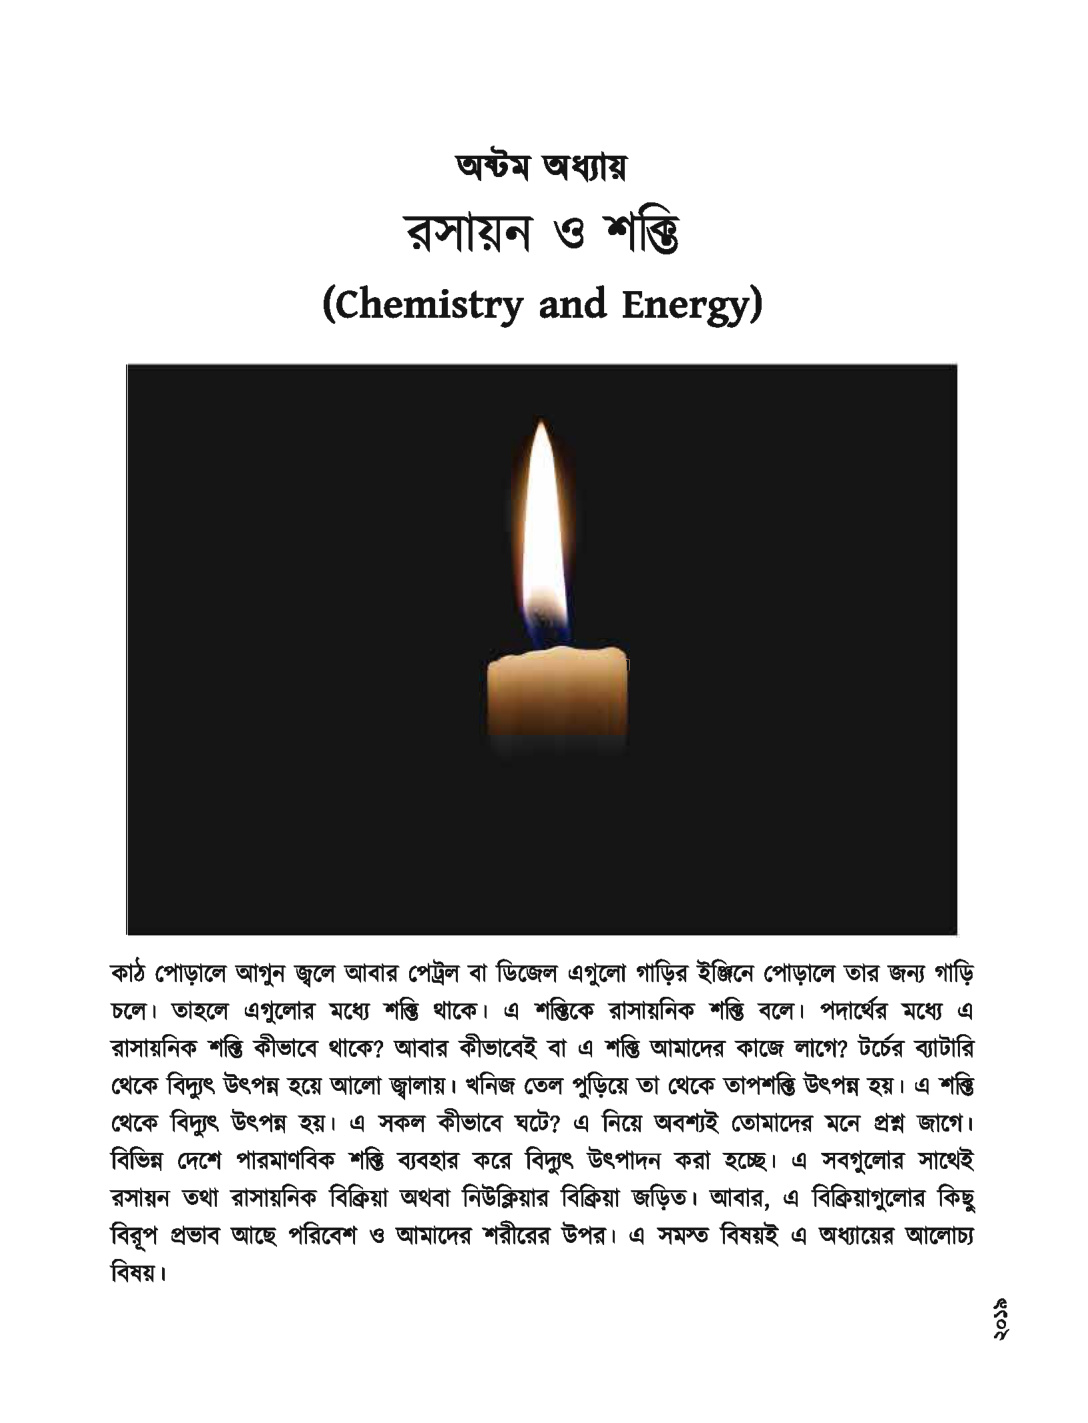 অষ্টম অধ্যায়
রসায়ন ও শক্তি
(Chemistry and Energy)
কাঠ পোড়ালে আগুন জ্বলে আবার পেট্রল বা ডিজেল এগুলো গাড়ির ইঞ্জিনে পোড়ালে তার জন্য গাড়ি
চলে। তাহলে এগুলোর মধ্যে শক্তি থাকে। এ শক্তিকে রাসায়নিক শক্তি বলে। পদার্থের মধ্যে এ
রাসায়নিক শক্তি কীভাবে থাকে? আবার কীভাবেই বা এ শক্তি আমাদের কাজে লাগে? টর্চের ব্যাটারি
থেকে বিদ্যুৎ উৎপন্ন হয়ে আলো জ্বালায়। খনিজ তেল পুড়িয়ে তা থেকে তাপশক্তি উৎপন্ন হয়। এ শক্তি
থেকে বিদ্যুৎ উৎপন্ন হয়। এ সকল কীভাবে ঘটে? এ নিয়ে অবশ্যই তোমাদের মনে প্রশ্ন জাগে।
বিভিন্ন দেশে পারমাণবিক শক্তি ব্যবহার করে বিদ্যুৎ উৎপাদন করা হচ্ছে। এ সবগুলোর সাথেই
রসায়ন তথা রাসায়নিক বিক্রিয়া অথবা নিউক্লিয়ার বিক্রিয়া জড়িত। আবার, এ বিক্রিয়াগুলোর কিছু
বিরূপ প্রভাব আছে পরিবেশ ও আমাদের শরীরের উপর। এ সমস্ত বিষয়ই এ অধ্যায়ের আলোচ্য
বিষয়।
২০১৯